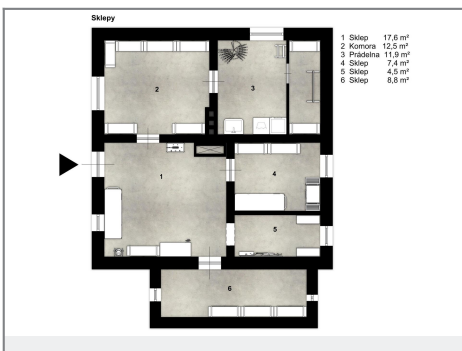 Sklepy
1 Sklep 17,6 m²
2 Komora 12,5 m²
3 Prádelna 11,9 m²
4 Sklep 7,4 m²
5 Sklep 4,5 m²
6 Sklep 8,8 m²
2
3
1
4
5
6